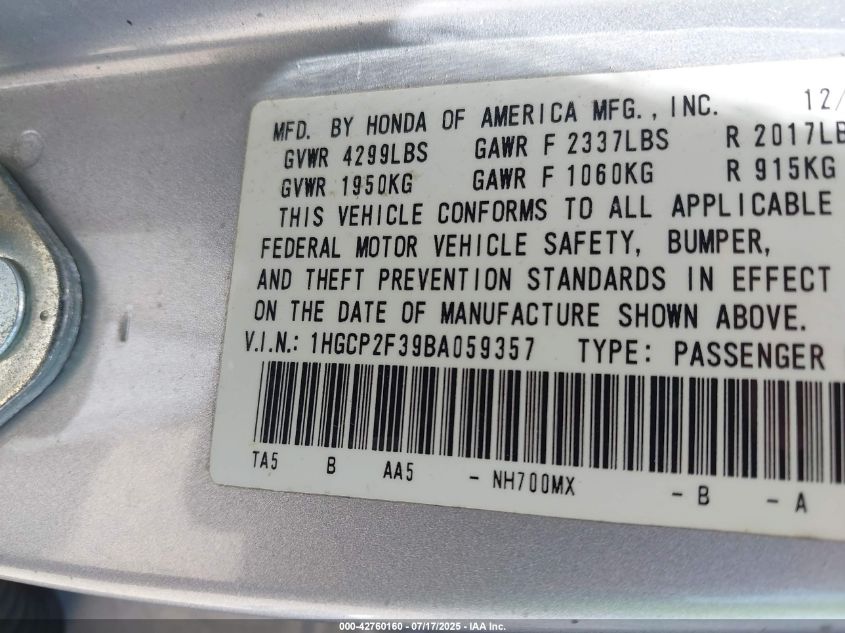 MFD. BY HONDA OF AMERICA MFG., INC. 12/
GVWR 4299LBS GAWR F 2337LBS R 2017LB
GVWR 1950KG GAWR F 1060KG R 915KG
THIS VEHICLE CONFORMS TO ALL APPLICABLE
FEDERAL MOTOR VEHICLE SAFETY, BUMPER,
AND THEFT PREVENTION STANDARDS IN EFFECT
ON THE DATE OF MANUFACTURE SHOWN ABOVE.
V.I.N.: 1HGCP2F39BA059357 TYPE: PASSENGER
TA5 B AA5 - NH700MX - B - A
000-42760160 - 07/17/2025 - IAA Inc.